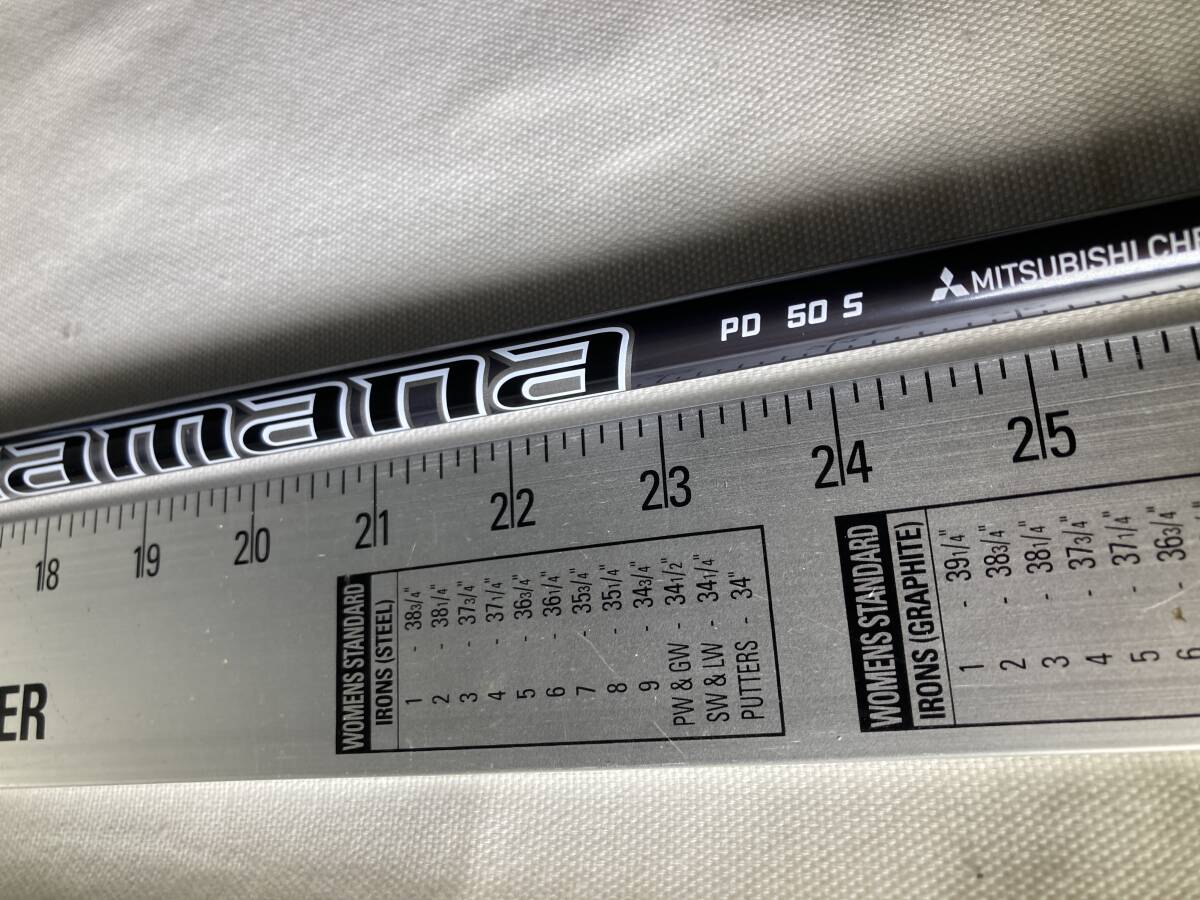 amana PD 50 S MITSUBISHI CHE
18 19 20 21 22 23 24 25
ER
WOMENS STANDARD
IRONS (STEEL)
1 - 38 3/4"
2 - 38 1/4"
3 - 37 3/4"
4 - 37 1/4"
5 - 36 3/4"
6 - 36 1/4"
7 - 35 3/4"
8 - 35 1/4"
9 - 34 3/4"
PW & GW - 34 1/2"
SW & LW - 34 1/4"
PUTTERS - 34"
WOMENS STANDARD
IRONS (GRAPHITE)
1 - 39 1/4"
2 - 38 3/4"
3 - 38 1/4"
4 - 37 3/4"
5 - 37 1/4"
6 - 36 3/4"